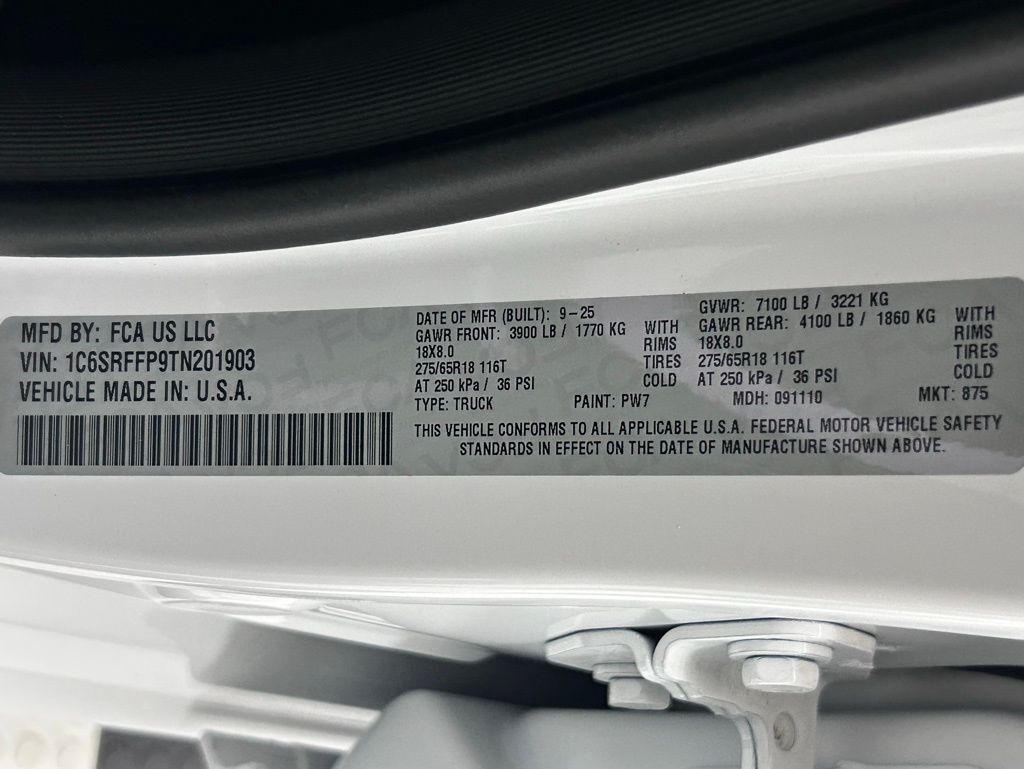 MFD BY: FCA US LLC
VIN: 1C6SRFFP9TN201903
VEHICLE MADE IN: U.S.A.
DATE OF MFR (BUILT): 9-25
GAWR FRONT: 3900 LB / 1770 KG WITH
18X8.0 RIMS
275/65R18 116T TIRES
AT 250 kPa / 36 PSI COLD
TYPE: TRUCK PAINT: PW7
GVWR: 7100 LB / 3221 KG
GAWR REAR: 4100 LB / 1860 KG WITH
18X8.0 RIMS
275/65R18 116T TIRES
AT 250 kPa / 36 PSI COLD
MDH: 091110 MKT: 875
THIS VEHICLE CONFORMS TO ALL APPLICABLE U.S.A. FEDERAL MOTOR VEHICLE SAFETY
STANDARDS IN EFFECT ON THE DATE OF MANUFACTURE SHOWN ABOVE.